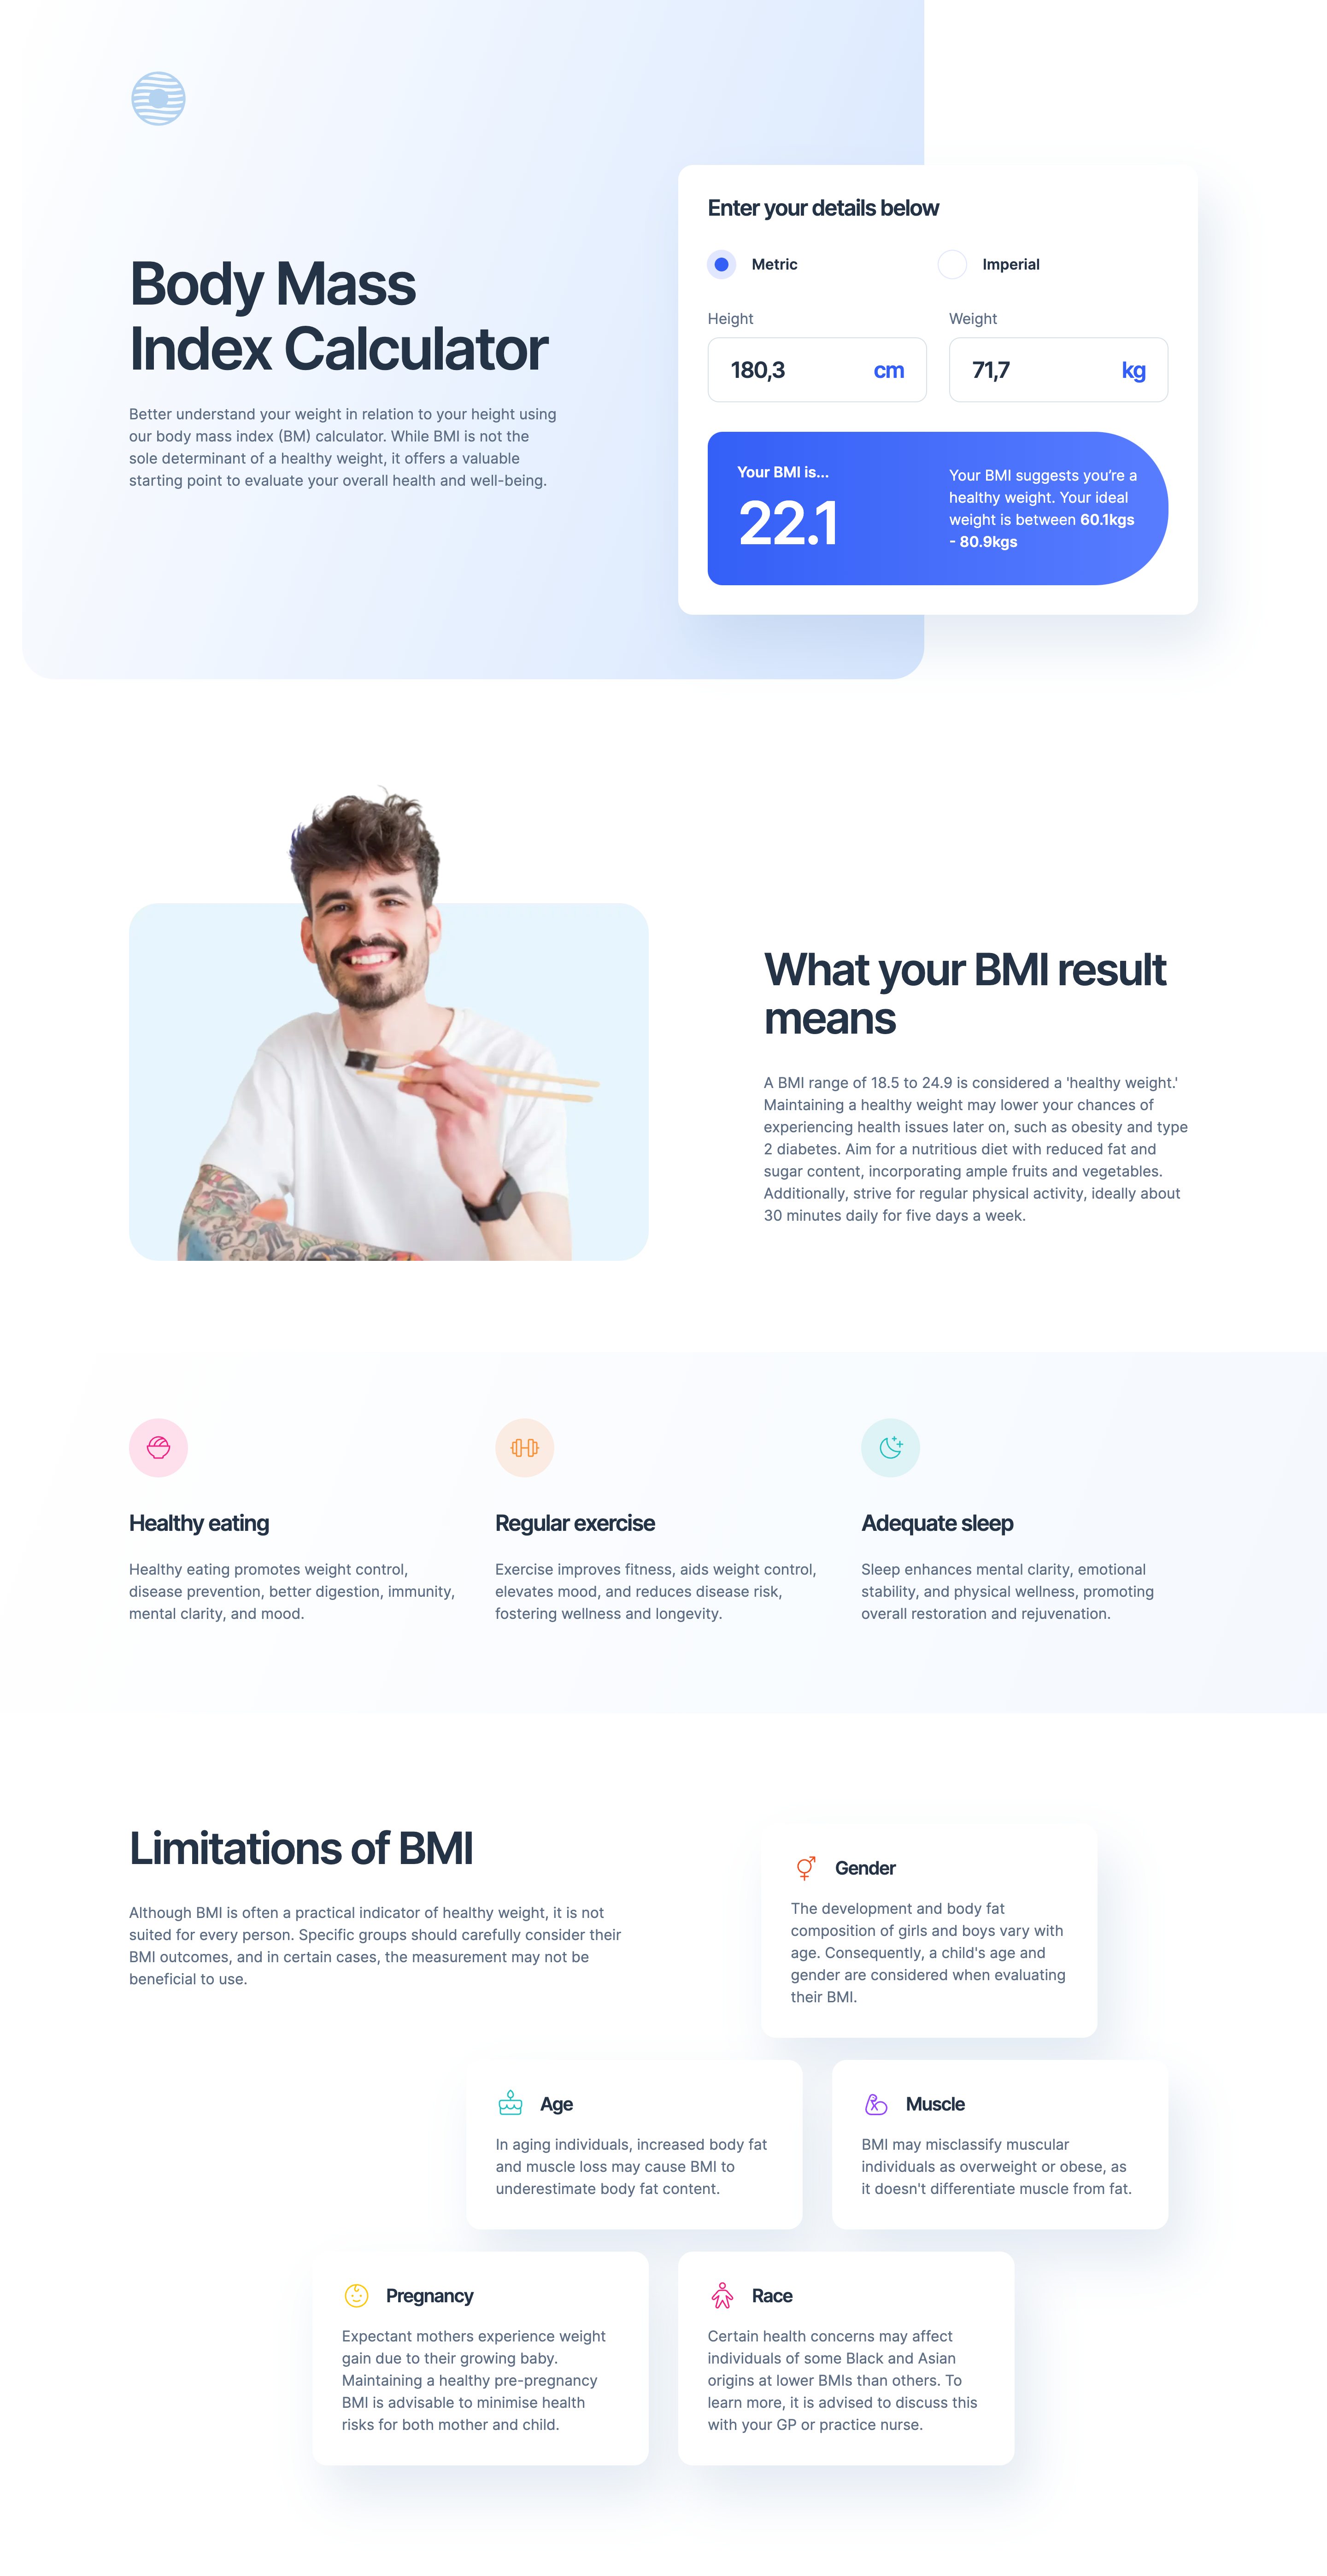 Body Mass
Index Calculator
Better understand your weight in relation to your height using
our body mass index (BM) calculator. While BMI is not the
sole determinant of a healthy weight, it offers a valuable
starting point to evaluate your overall health and well-being.
Enter your details below
Metric
Imperial
Height
Weight
180,3 cm
71,7 kg
Your BMI is...
22.1
Your BMI suggests you’re a
healthy weight. Your ideal
weight is between 60.1kgs
- 80.9kgs
What your BMI result
means
A BMI range of 18.5 to 24.9 is considered a 'healthy weight.'
Maintaining a healthy weight may lower your chances of
experiencing health issues later on, such as obesity and type
2 diabetes. Aim for a nutritious diet with reduced fat and
sugar content, incorporating ample fruits and vegetables.
Additionally, strive for regular physical activity, ideally about
30 minutes daily for five days a week.
Healthy eating
Healthy eating promotes weight control,
disease prevention, better digestion, immunity,
mental clarity, and mood.
Regular exercise
Exercise improves fitness, aids weight control,
elevates mood, and reduces disease risk,
fostering wellness and longevity.
Adequate sleep
Sleep enhances mental clarity, emotional
stability, and physical wellness, promoting
overall restoration and rejuvenation.
Limitations of BMI
Although BMI is often a practical indicator of healthy weight, it is not
suited for every person. Specific groups should carefully consider their
BMI outcomes, and in certain cases, the measurement may not be
beneficial to use.
Gender
The development and body fat
composition of girls and boys vary with
age. Consequently, a child's age and
gender are considered when evaluating
their BMI.
Age
In aging individuals, increased body fat
and muscle loss may cause BMI to
underestimate body fat content.
Muscle
BMI may misclassify muscular
individuals as overweight or obese, as
it doesn't differentiate muscle from fat.
Pregnancy
Expectant mothers experience weight
gain due to their growing baby.
Maintaining a healthy pre-pregnancy
BMI is advisable to minimise health
risks for both mother and child.
Race
Certain health concerns may affect
individuals of some Black and Asian
origins at lower BMIs than others. To
learn more, it is advised to discuss this
with your GP or practice nurse.